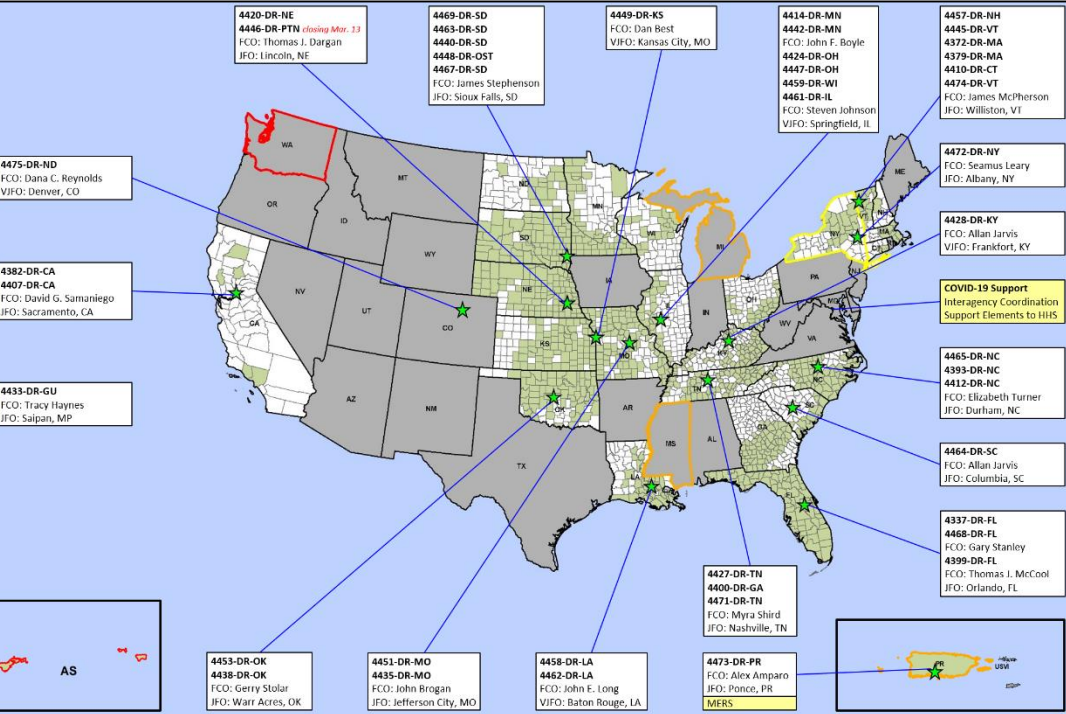 4420-DR-NE
4446-DR-PTN closing Mar. 13
FCO: Thomas J. Dargan
JFO: Lincoln, NE
4469-DR-SD
4463-DR-SD
4440-DR-SD
4448-DR-OST
4467-DR-SD
FCO: James Stephenson
JFO: Sioux Falls, SD
4449-DR-KS
FCO: Dan Best
VJFO: Kansas City, MO
4414-DR-MN
4442-DR-MN
FCO: John F. Boyle
4424-DR-OH
4447-DR-OH
4459-DR-WI
4461-DR-IL
FCO: Steven Johnson
VJFO: Springfield, IL
4457-DR-NH
4445-DR-VT
4372-DR-MA
4379-DR-MA
4410-DR-CT
4474-DR-VT
FCO: James McPherson
JFO: Williston, VT
4475-DR-ND
FCO: Dana C. Reynolds
VJFO: Denver, CO
4472-DR-NY
FCO: Seamus Leary
JFO: Albany, NY
4428-DR-KY
FCO: Allan Jarvis
VJFO: Frankfort, KY
4382-DR-CA
4407-DR-CA
FCO: David G. Samaniego
JFO: Sacramento, CA
COVID-19 Support
Interagency Coordination
Support Elements to HHS
4433-DR-GU
FCO: Tracy Haynes
JFO: Saipan, MP
4465-DR-NC
4393-DR-NC
4412-DR-NC
FCO: Elizabeth Turner
JFO: Durham, NC
4464-DR-SC
FCO: Allan Jarvis
JFO: Columbia, SC
4337-DR-FL
4468-DR-FL
FCO: Gary Stanley
4399-DR-FL
FCO: Thomas J. McCool
JFO: Orlando, FL
4427-DR-TN
4400-DR-GA
4471-DR-TN
FCO: Myra Shird
JFO: Nashville, TN
4453-DR-OK
4438-DR-OK
FCO: Gerry Stolar
JFO: Warr Acres, OK
4451-DR-MO
4435-DR-MO
FCO: John Brogan
JFO: Jefferson City, MO
4458-DR-LA
4462-DR-LA
FCO: John E. Long
VJFO: Baton Rouge, LA
4473-DR-PR
FCO: Alex Amparo
JFO: Ponce, PR
MERS
WA
OR
CA
NV
ID
MT
WY
UT
AZ
CO
NM
ND
SD
NE
KS
OK
TX
MN
IA
MO
AR
LA
WI
MI
IN
OH
KY
TN
MS
AL
GA
FL
SC
NC
VA
WV
PA
NY
NJ
MD
VT
NH
ME
MA
CT
AS
PR
USVI